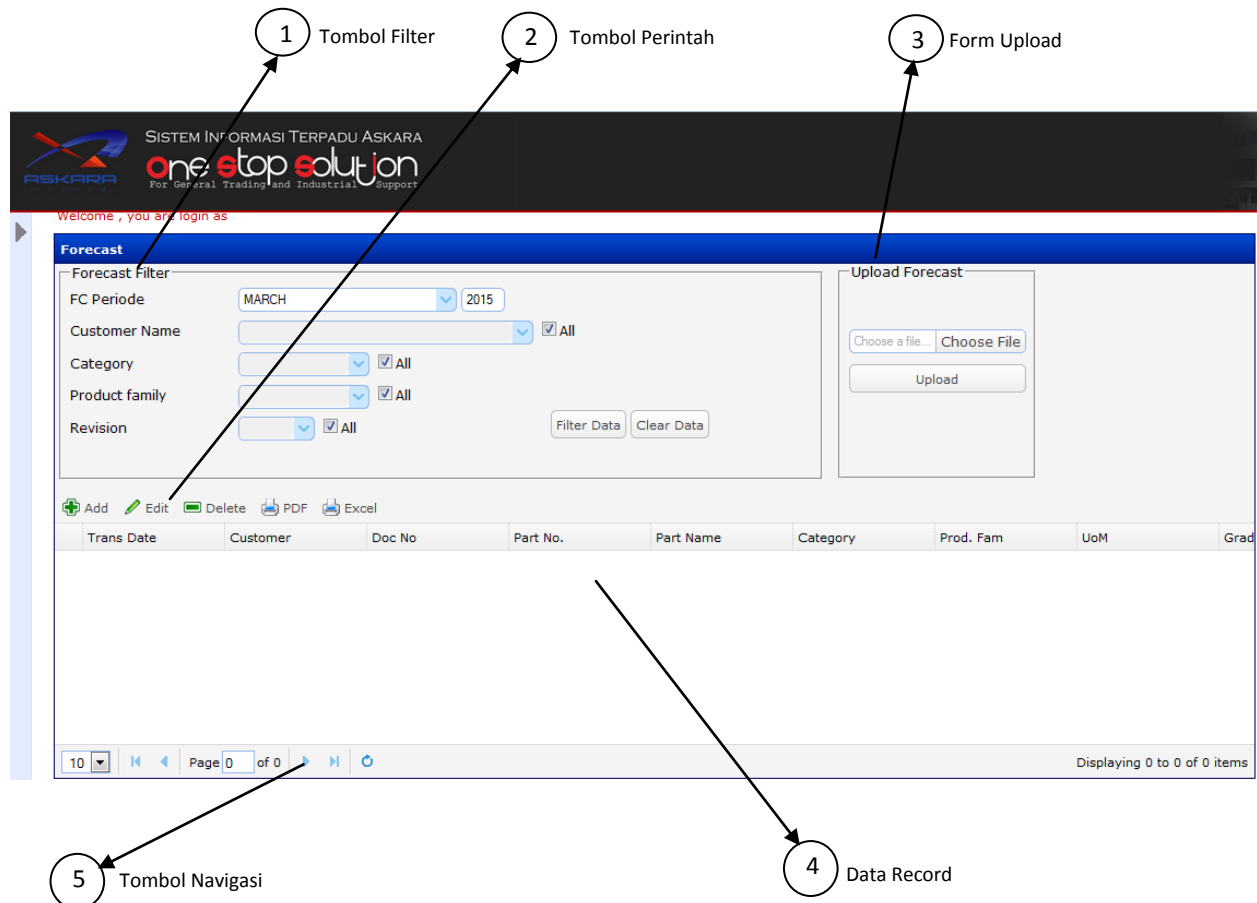 1 Tombol Filter
2 Tombol Perintah
3 Form Upload
SISTEM INFORMASI TERPADU ASKARA
one stop solution
For General Trading and Industrial Support
ASKARA
Welcome , you are login as
Forecast
Forecast Filter
Upload Forecast
FC Periode MARCH 2015
Customer Name All
Choose a file... Choose File
Category All
Upload
Product family All
Revision All Filter Data Clear Data
Add Edit Delete PDF Excel
Trans Date Customer Doc No Part No. Part Name Category Prod. Fam UoM Grad
10 Page 0 of 0 Displaying 0 to 0 of 0 items
5 Tombol Navigasi
4 Data Record